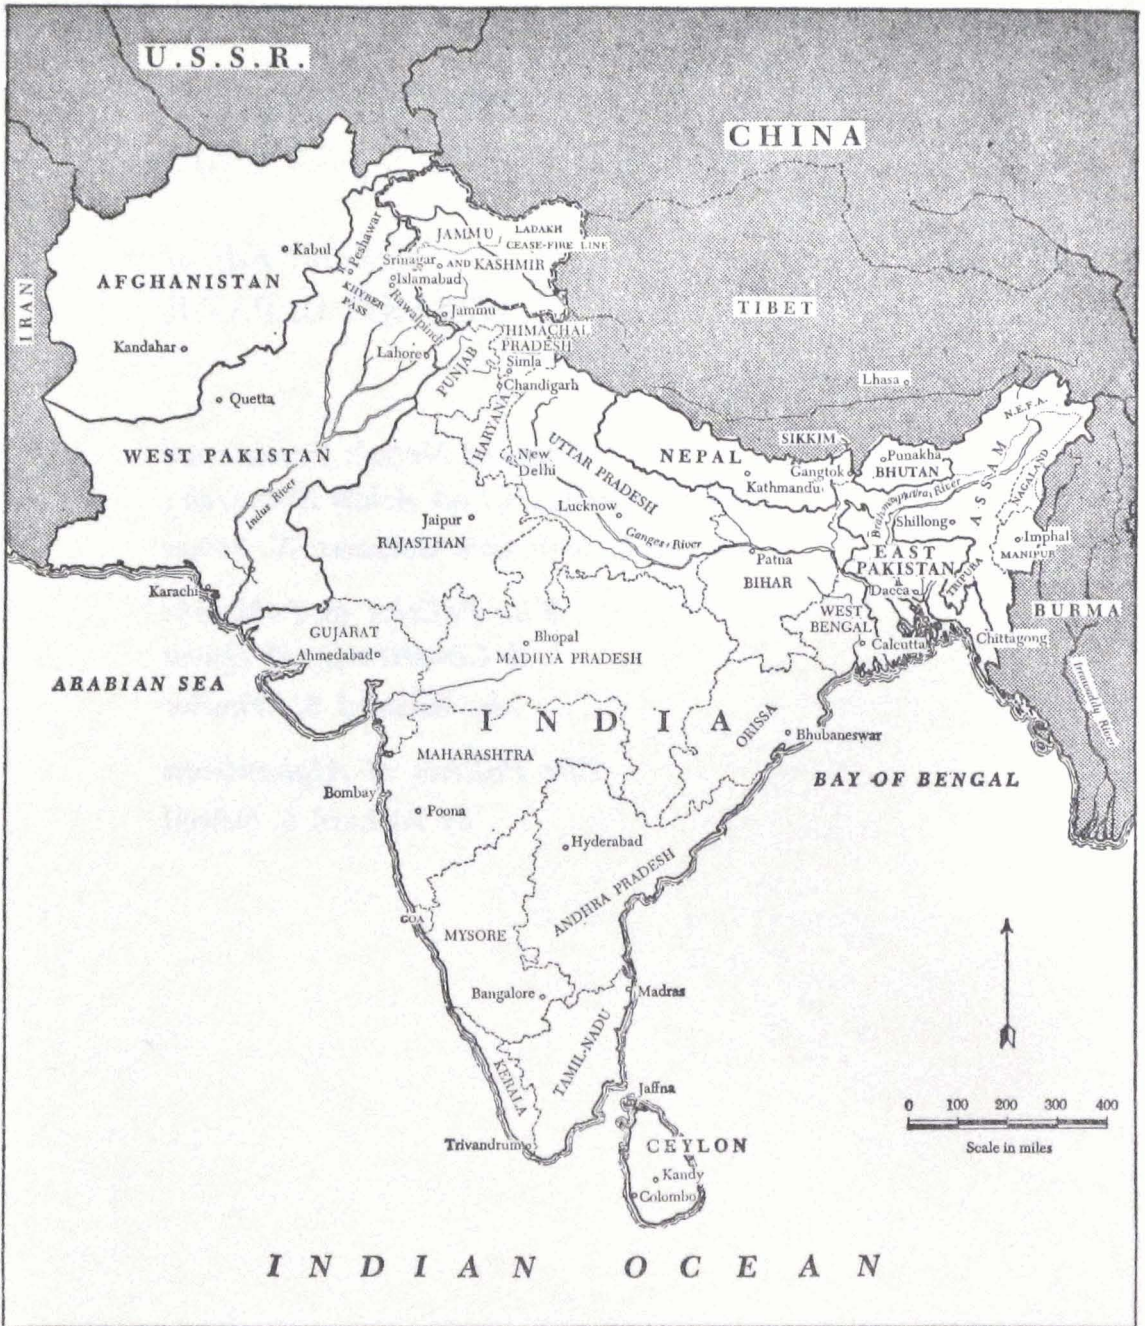 U.S.S.R.
CHINA
IRAN
AFGHANISTAN
Kabul
Kandahar
Peshawar
KHYBER
PASS
JAMMU
AND KASHMIR
LADAKH
CEASE-FIRE LINE
Srinagar
Islamabad
Rawalpindi
Jammu
Lahore
PUNJAB
HIMACHAL
PRADESH
Simla
Chandigarh
HARYANA
TIBET
Lhasa
Quetta
WEST PAKISTAN
Indus River
Karachi
New
Delhi
UTTAR PRADESH
Lucknow
Ganges River
Jaipur
RAJASTHAN
NEPAL
Kathmandu
SIKKIM
Gangtok
Punakha
BHUTAN
N.E.F.A.
ASSAM
NAGALAND
Brahmaputra River
Shillong
Imphal
MANIPUR
EAST
PAKISTAN
TRIPURA
Dacca
Chittagong
BURMA
Irrawaddy River
Patna
BIHAR
WEST
BENGAL
Calcutta
GUJARAT
Ahmedabad
Bhopal
MADHYA PRADESH
ARABIAN SEA
INDIA
ORISSA
Bhubaneswar
BAY OF BENGAL
MAHARASHTRA
Bombay
Poona
Hyderabad
ANDHRA PRADESH
GOA
MYSORE
Bangalore
Madras
TAMIL-NADU
KERALA
Trivandrum
Jaffna
CEYLON
Kandy
Colombo
0 100 200 300 400
Scale in miles
INDIAN OCEAN